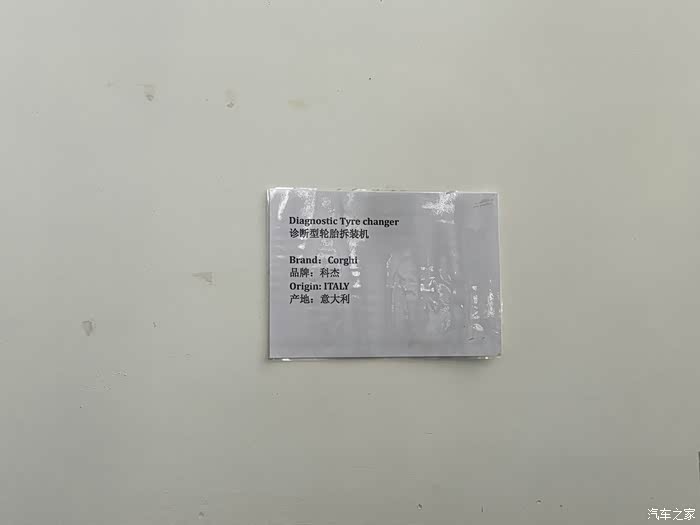 Diagnostic Tyre changer
诊断型轮胎拆装机
Brand：Corghi
品牌：科杰
Origin: ITALY
产地：意大利
汽车之家